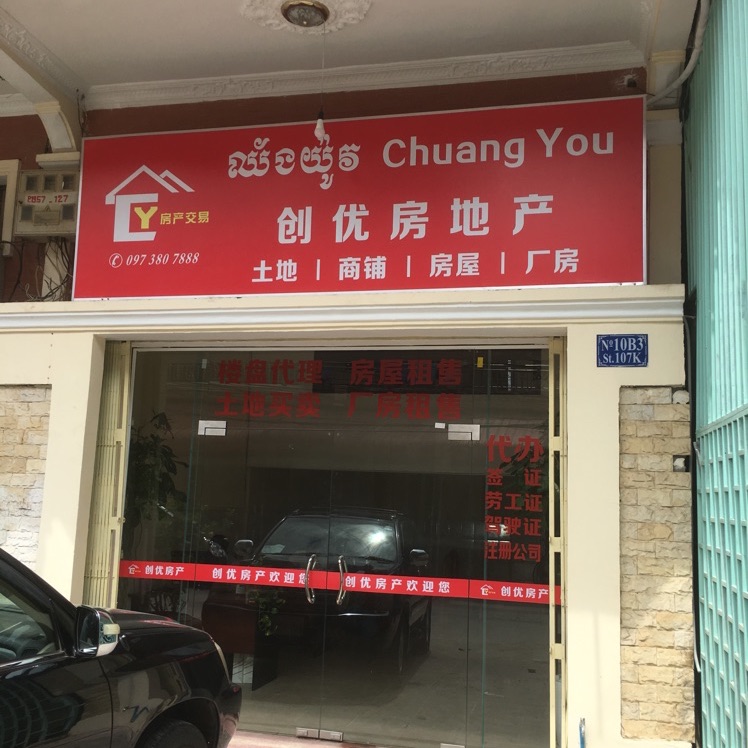 ឈ័ងយ៉ូវ Chuang You
Y 房产交易
创优房地产
097 380 7888
土地 | 商铺 | 房屋 | 厂房
2857.127
Nº10B3
St.107K
楼盘代理 房屋租售
土地买卖 厂房租售
代办
签证
劳工证
驾驶证
注册公司
创优房产 创优房产欢迎您 创优房产欢迎您 创优房产